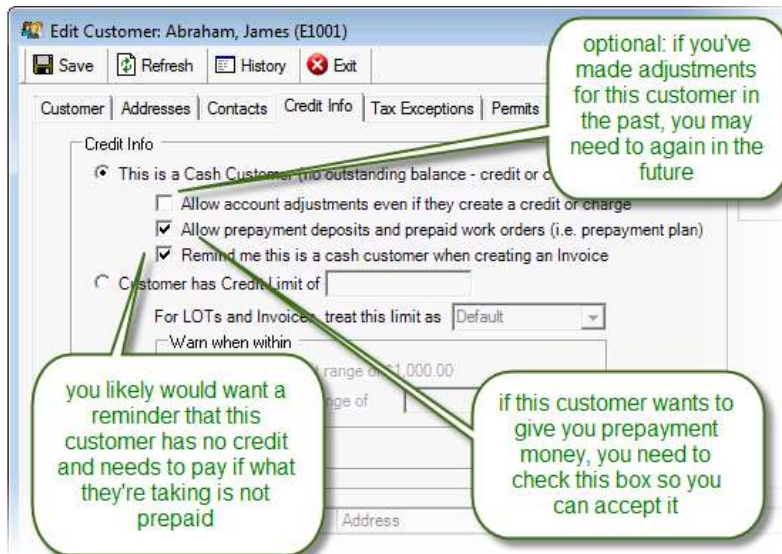 Edit Customer: Abraham, James (E1001)
Save Refresh History Exit
optional: if you've
made adjustments
for this customer in
the past, you may
need to again in the
future
Customer Addresses Contacts Credit Info Tax Exceptions Permits
Credit Info
This is a Cash Customer (no outstanding balance - credit or c
Allow account adjustments even if they create a credit or charge
Allow prepayment deposits and prepaid work orders (i.e. prepayment plan)
Remind me this is a cash customer when creating an Invoice
Customer has Credit Limit of
For LOTs and Invoices, treat this limit as Default
Warn when within
range of $1,000.00
of
you likely would want a
reminder that this
customer has no credit
and needs to pay if what
they're taking is not
prepaid
if this customer wants to
give you prepayment
money, you need to
check this box so you
can accept it
Address